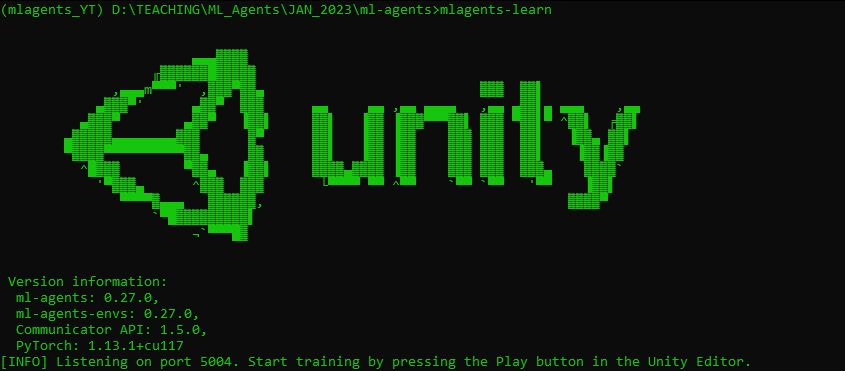 (mlagents_YT) D:\TEACHING\ML_Agents\JAN_2023\ml-agents>mlagents-learn
unity
Version information:
ml-agents: 0.27.0,
ml-agents-envs: 0.27.0,
Communicator API: 1.5.0,
PyTorch: 1.13.1+cu117
[INFO] Listening on port 5004. Start training by pressing the Play button in the Unity Editor.